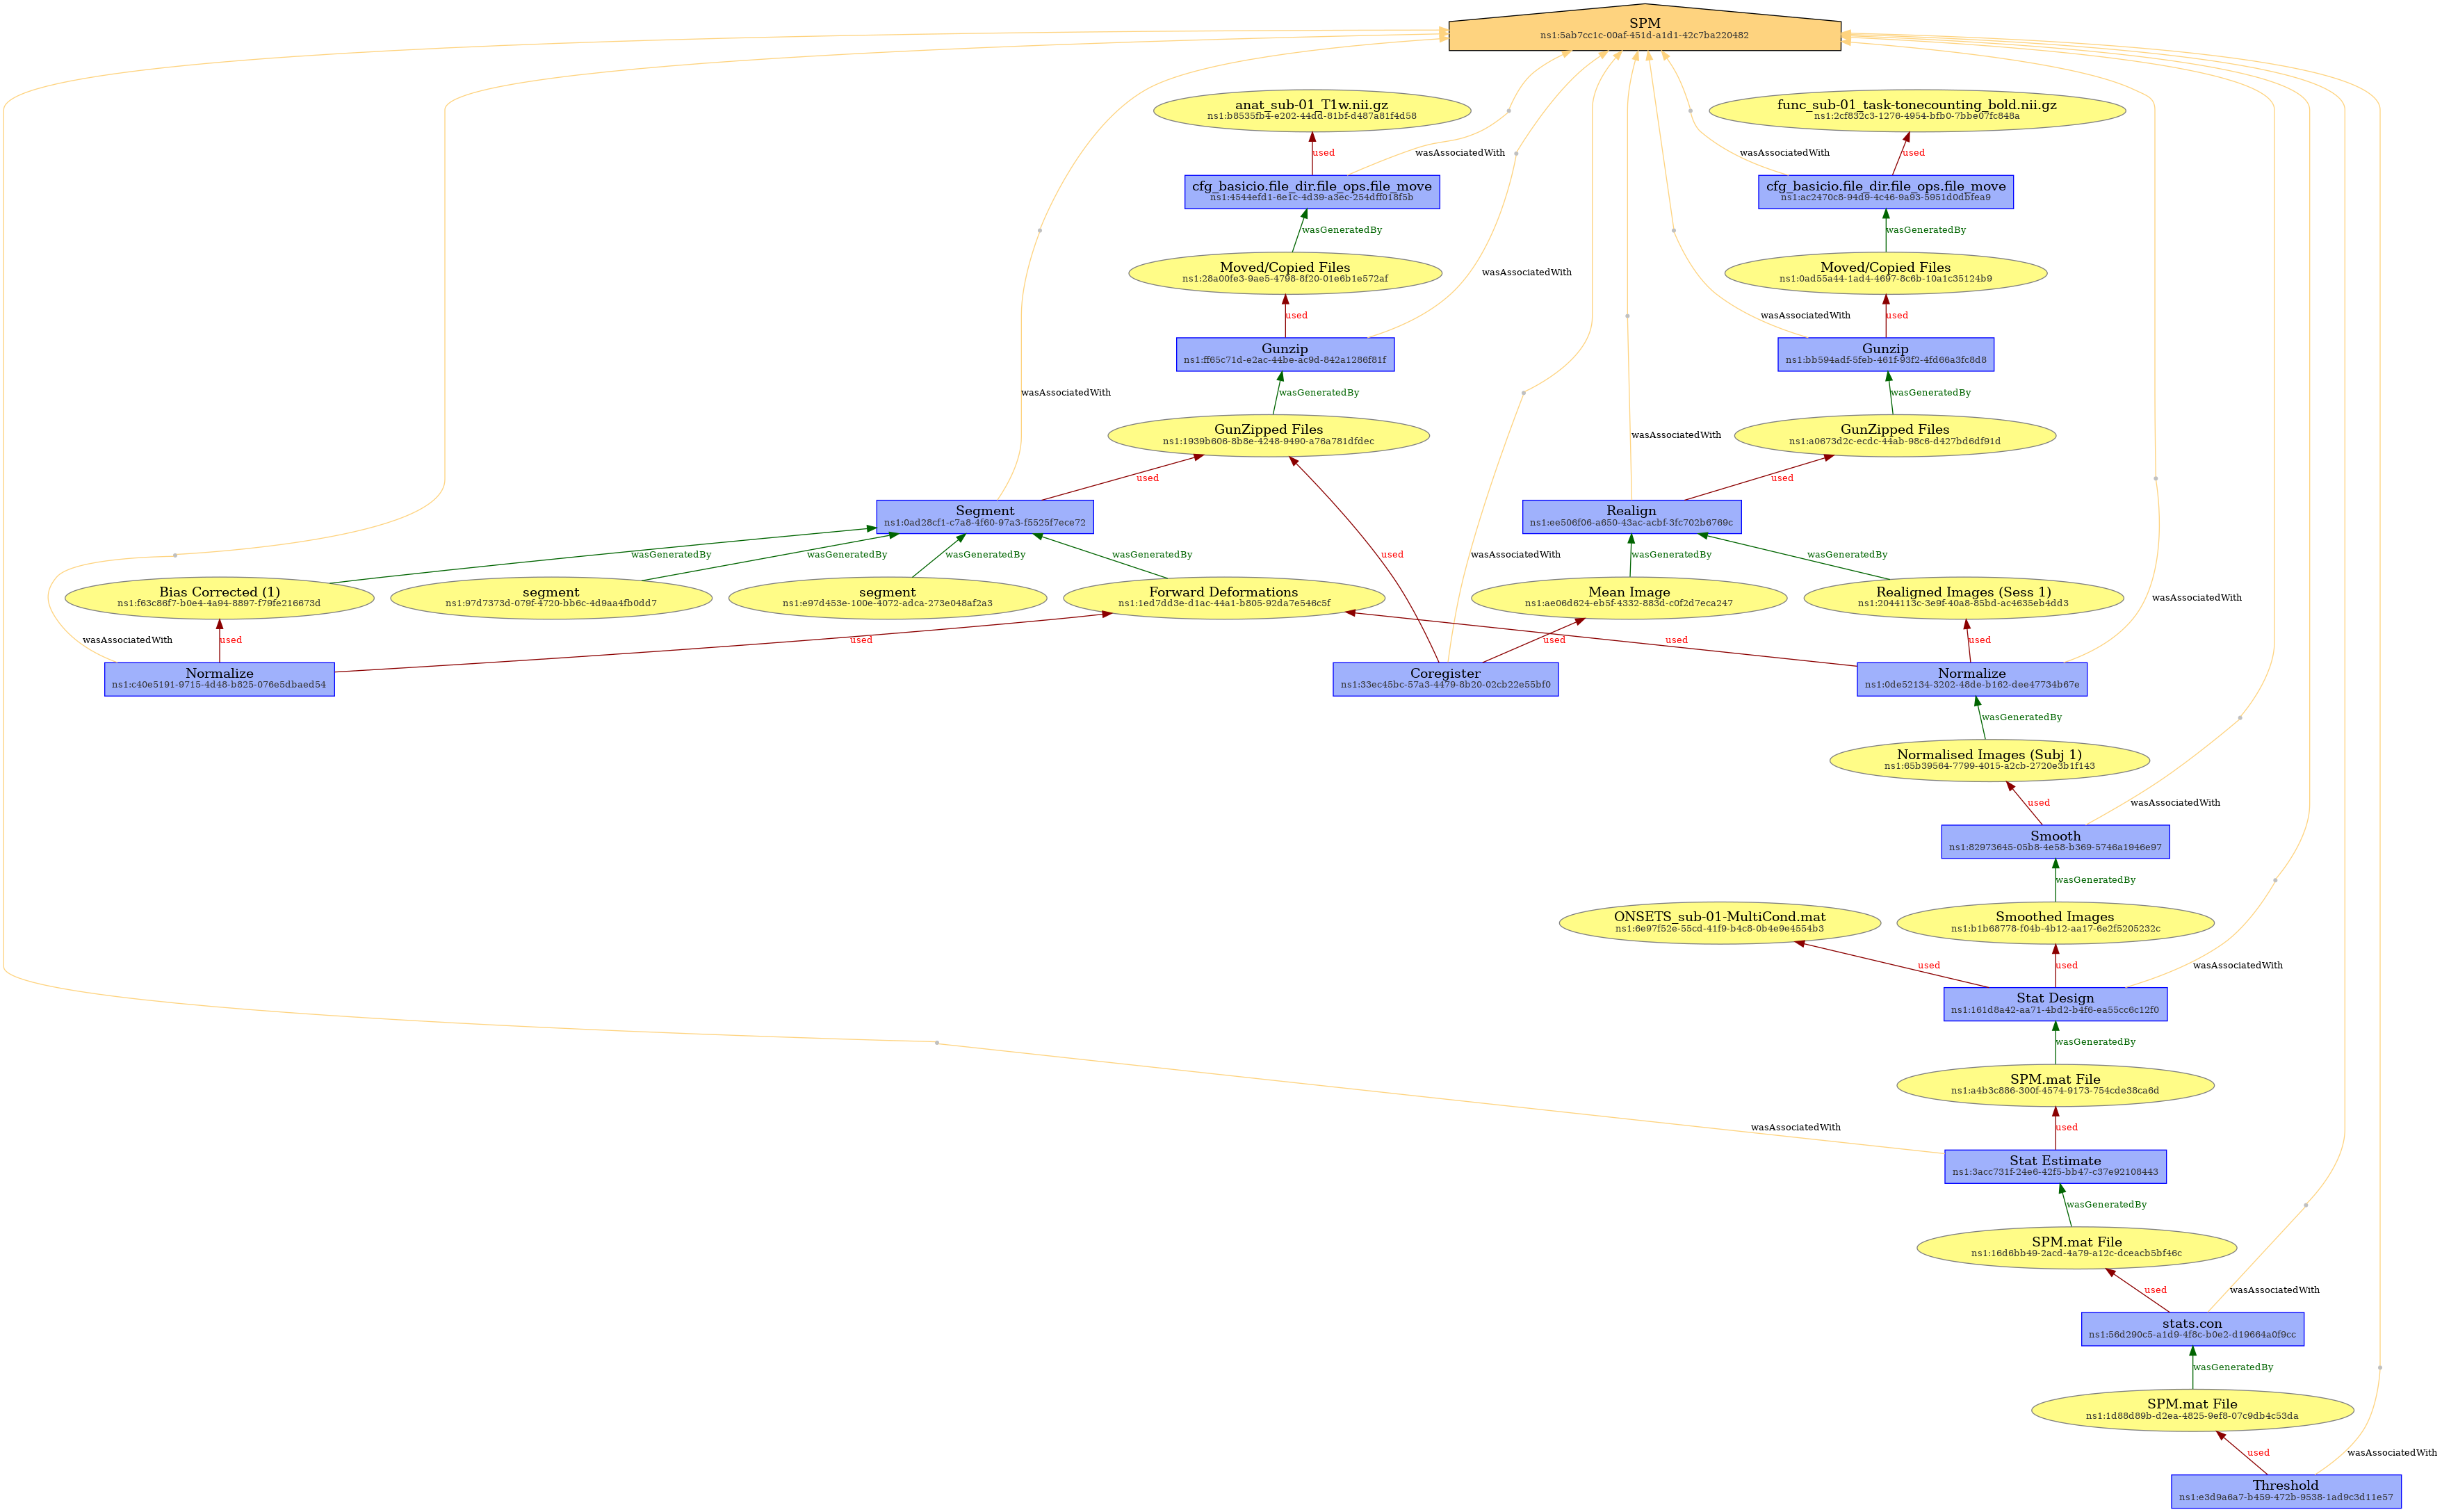 SPM
ns1:5ab7cc1c-00af-451d-a1d1-42c7ba220482
anat_sub-01_T1w.nii.gz
ns1:b8535fb4-e202-44dd-81bf-d487a81f4d58
func_sub-01_task-tonecounting_bold.nii.gz
ns1:2cf832c3-1276-4954-bfb0-7bbe07fc848a
used
wasAssociatedWith
wasAssociatedWith
used
cfg_basicio.file_dir.file_ops.file_move
ns1:4544efd1-6e1c-4d39-a3ec-254dff018f5b
cfg_basicio.file_dir.file_ops.file_move
ns1:ac2470c8-94d9-4c46-9a93-5951d0dbfea9
wasGeneratedBy
wasGeneratedBy
Moved/Copied Files
ns1:28a00fe3-9ae5-4798-8f20-01e6b1e572af
wasAssociatedWith
Moved/Copied Files
ns1:0ad55a44-1ad4-4697-8c6b-10a1c35124b9
used
wasAssociatedWith
used
Gunzip
ns1:ff65c71d-e2ac-44be-ac9d-842a1286f81f
Gunzip
ns1:bb594adf-5feb-461f-93f2-4fd66a3fc8d8
wasAssociatedWith
wasGeneratedBy
wasGeneratedBy
GunZipped Files
ns1:1939b606-8b8e-4248-9490-a76a781dfdec
wasAssociatedWith
GunZipped Files
ns1:a0673d2c-ecdc-44ab-98c6-d427bd6df91d
used
used
Segment
ns1:0ad28cf1-c7a8-4f60-97a3-f5525f7ece72
Realign
ns1:ee506f06-a650-43ac-acbf-3fc702b6769c
wasGeneratedBy
wasGeneratedBy
wasGeneratedBy
wasGeneratedBy
used
wasAssociatedWith
wasGeneratedBy
wasGeneratedBy
Bias Corrected (1)
ns1:f63c86f7-b0e4-4a94-8897-f79fe216673d
segment
ns1:97d7373d-079f-4720-bb6c-4d9aa4fb0dd7
segment
ns1:e97d453e-100e-4072-adca-273e048af2a3
Forward Deformations
ns1:1ed7dd3e-d1ac-44a1-b805-92da7e546c5f
Mean Image
ns1:ae06d624-eb5f-4332-883d-c0f2d7eca247
Realigned Images (Sess 1)
ns1:2044113c-3e9f-40a8-85bd-ac4635eb4dd3
wasAssociatedWith
wasAssociatedWith
used
used
used
used
used
Normalize
ns1:c40e5191-9715-4d48-b825-076e5dbaed54
Coregister
ns1:33ec45bc-57a3-4479-8b20-02cb22e55bf0
Normalize
ns1:0de52134-3202-48de-b162-dee47734b67e
wasGeneratedBy
Normalised Images (Subj 1)
ns1:65b39564-7799-4015-a2cb-2720e3b1f143
used
wasAssociatedWith
Smooth
ns1:82973645-05b8-4e58-b369-5746a1946e97
wasGeneratedBy
ONSETS_sub-01-MultiCond.mat
ns1:6e97f52e-55cd-41f9-b4c8-0b4e9e4554b3
Smoothed Images
ns1:b1b68778-f04b-4b12-aa17-6e2f5205232c
used
used
wasAssociatedWith
Stat Design
ns1:161d8a42-aa71-4bd2-b4f6-ea55cc6c12f0
wasGeneratedBy
SPM.mat File
ns1:a4b3c886-300f-4574-9173-754cde38ca6d
wasAssociatedWith
used
Stat Estimate
ns1:3acc731f-24e6-42f5-bb47-c37e92108443
wasGeneratedBy
SPM.mat File
ns1:16d6bb49-2acd-4a79-a12c-dceacb5bf46c
used
wasAssociatedWith
stats.con
ns1:56d290c5-a1d9-4f8c-b0e2-d19664a0f9cc
wasGeneratedBy
SPM.mat File
ns1:1d88d89b-d2ea-4825-9ef8-07c9db4c53da
used
wasAssociatedWith
Threshold
ns1:e3d9a6a7-b459-472b-9538-1ad9c3d11e57